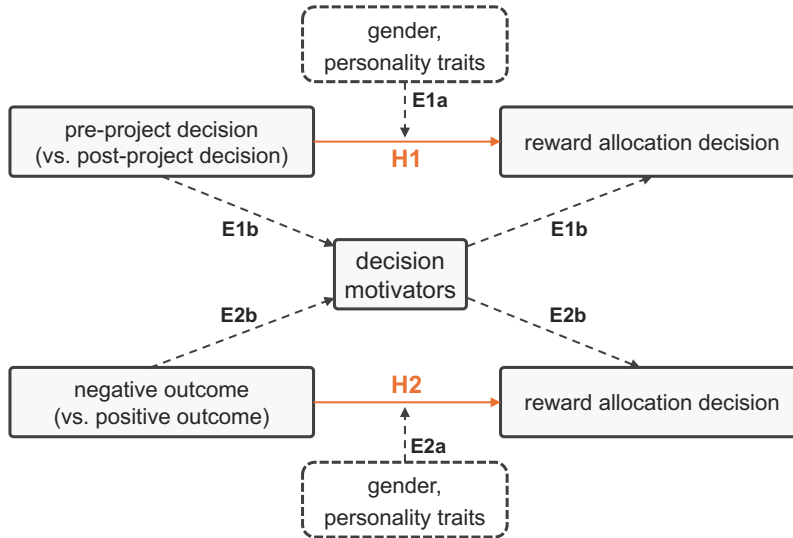 gender,
personality traits
E1a
pre-project decision
(vs. post-project decision)
H1
reward allocation decision
E1b
E1b
decision
motivators
E2b
E2b
negative outcome
(vs. positive outcome)
H2
reward allocation decision
E2a
gender,
personality traits